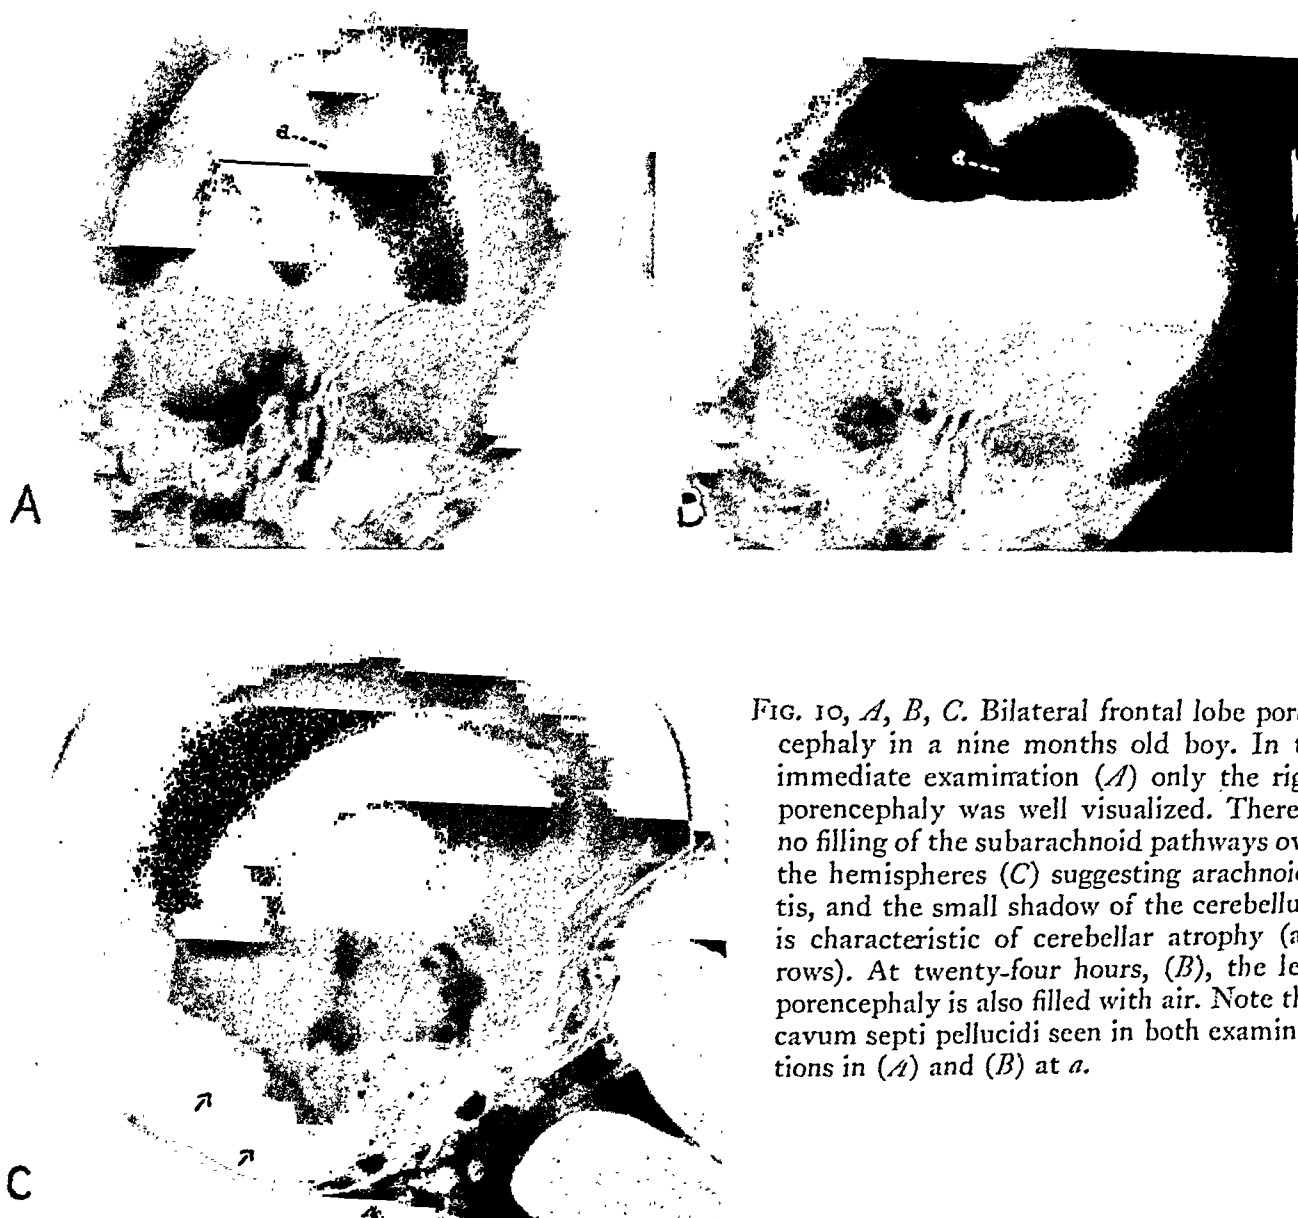 a
a
A
B
FIG. 10, A, B, C. Bilateral frontal lobe pore
cephaly in a nine months old boy. In t
immediate examination (A) only the rig
porencephaly was well visualized. There
no filling of the subarachnoid pathways ov
the hemispheres (C) suggesting arachnoid
tis, and the small shadow of the cerebellu
is characteristic of cerebellar atrophy (a
rows). At twenty-four hours, (B), the le
porencephaly is also filled with air. Note th
cavum septi pellucidi seen in both examin
tions in (A) and (B) at a.
C